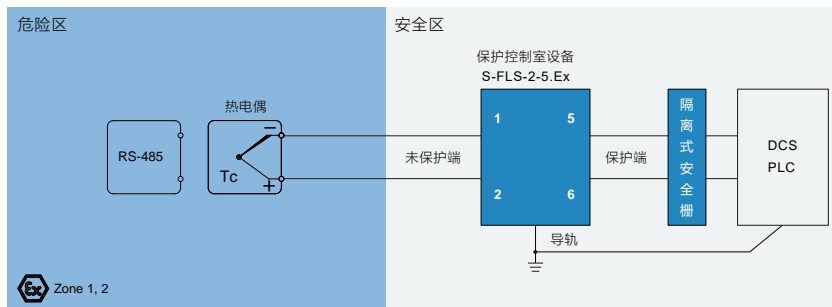 危险区
安全区
保护控制室设备
S-FLS-2-5.Ex
热电偶
RS-485
−
Tc
+
未保护端
1
5
2
6
保护端
隔离式安全栅
DCS
PLC
导轨
Ex
Zone 1, 2